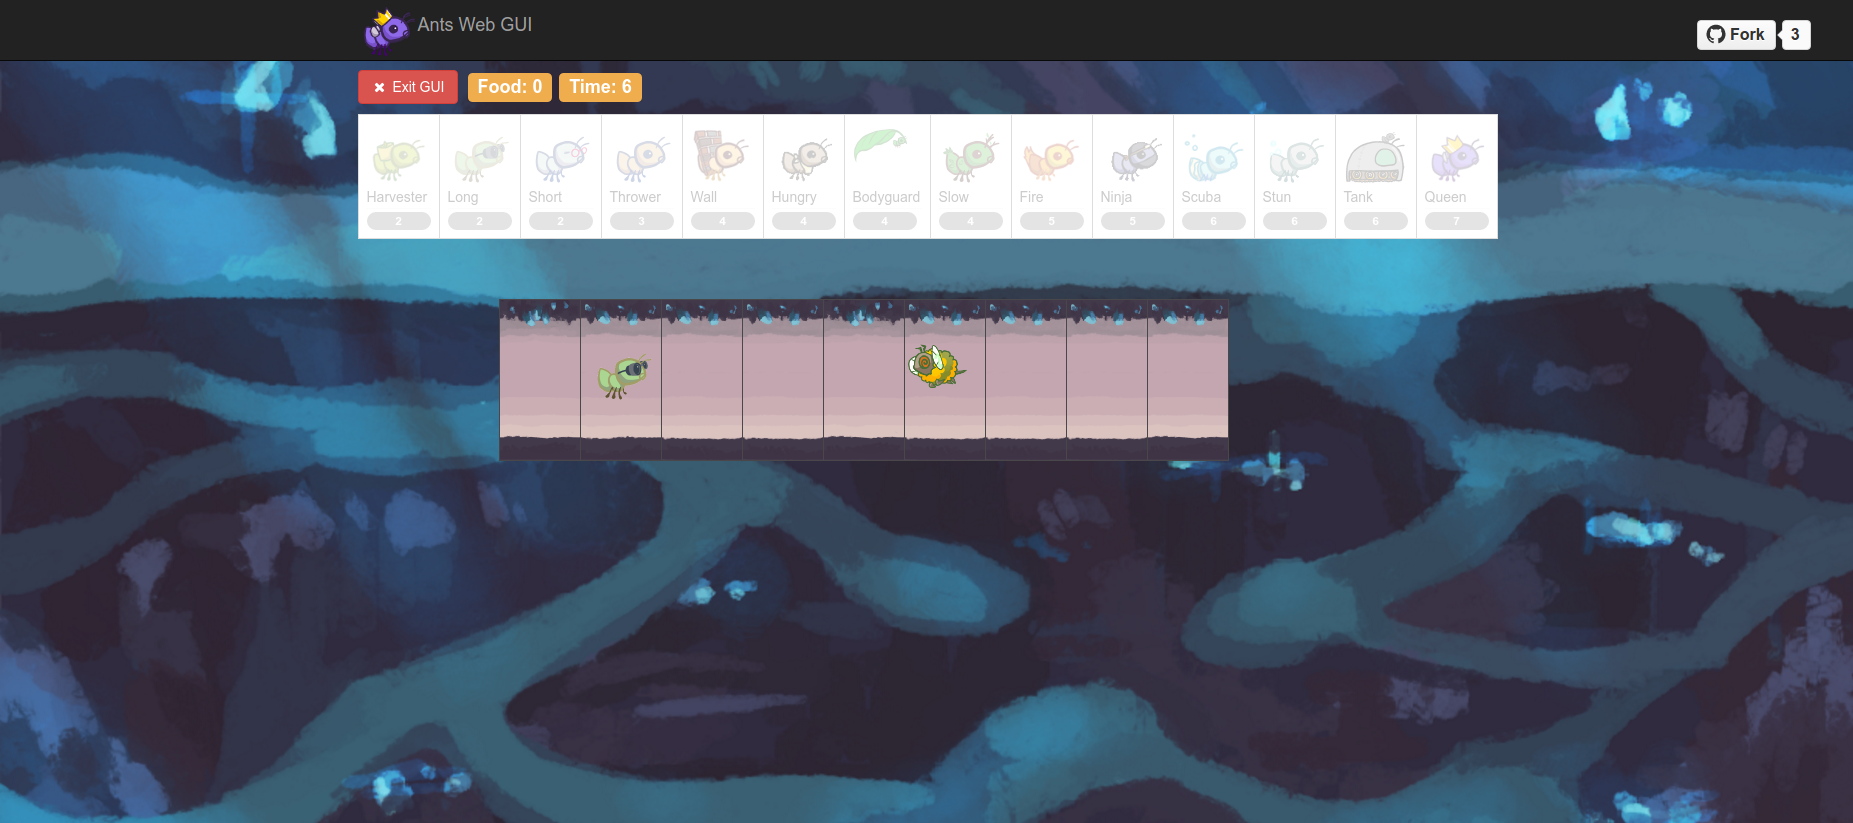 Ants Web GUI
Fork 3
Exit GUI Food: 0 Time: 6
Harvester Long Short Thrower Wall Hungry Bodyguard Slow Fire Ninja Scuba Stun Tank Queen
2 2 2 3 4 4 4 4 5 5 6 6 6 7